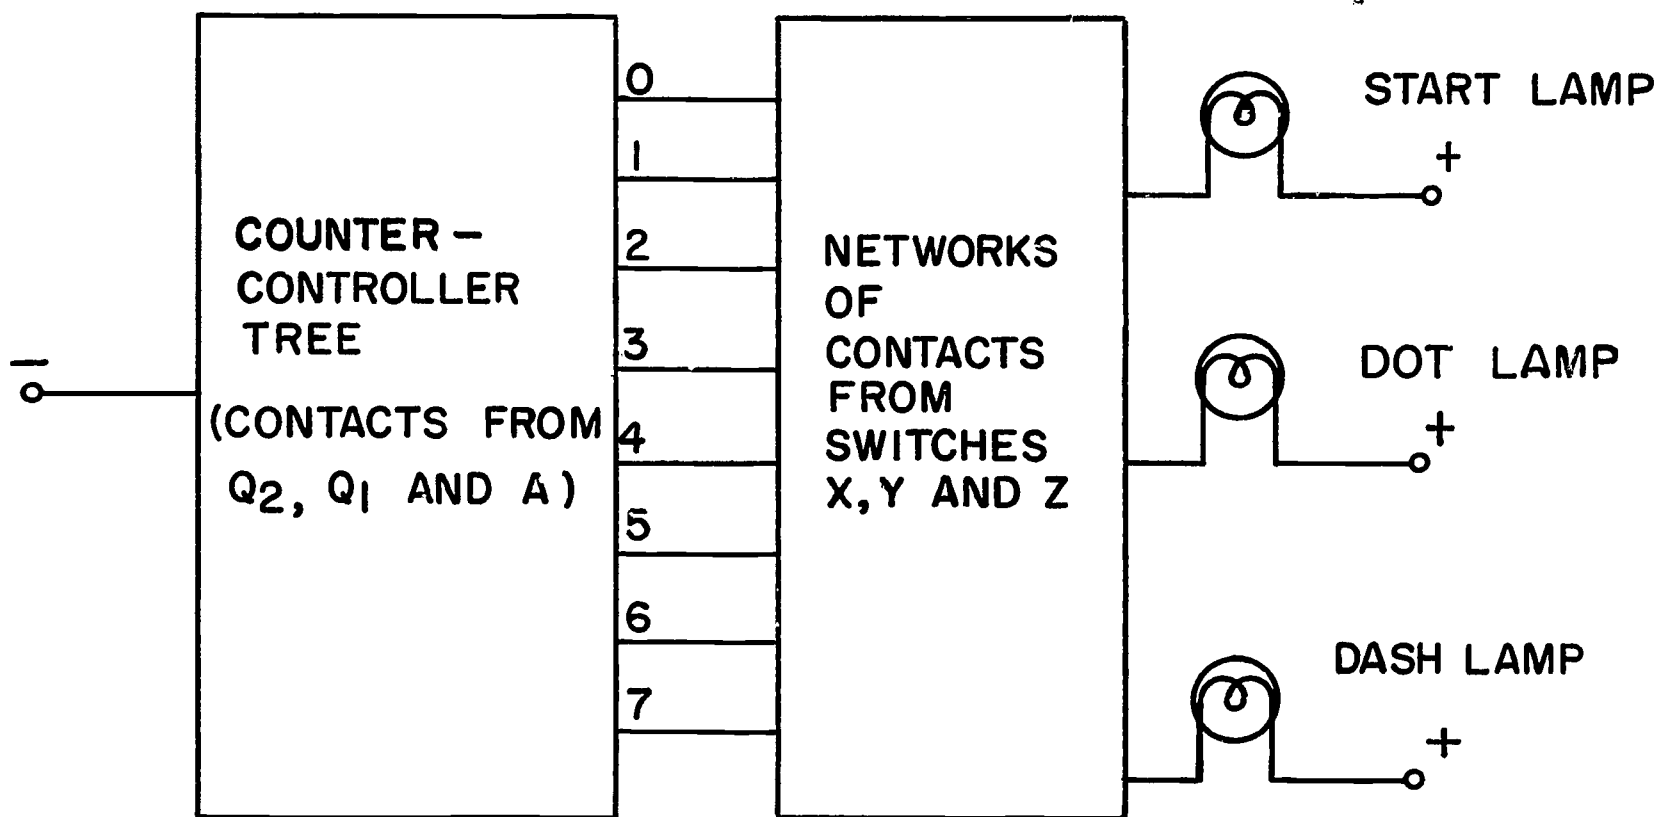 COUNTER –
CONTROLLER
TREE
(CONTACTS FROM
Q2, Q1 AND A)
–
0
1
2
3
4
5
6
7
NETWORKS
OF
CONTACTS
FROM
SWITCHES
X, Y AND Z
START LAMP
+
DOT LAMP
+
DASH LAMP
+